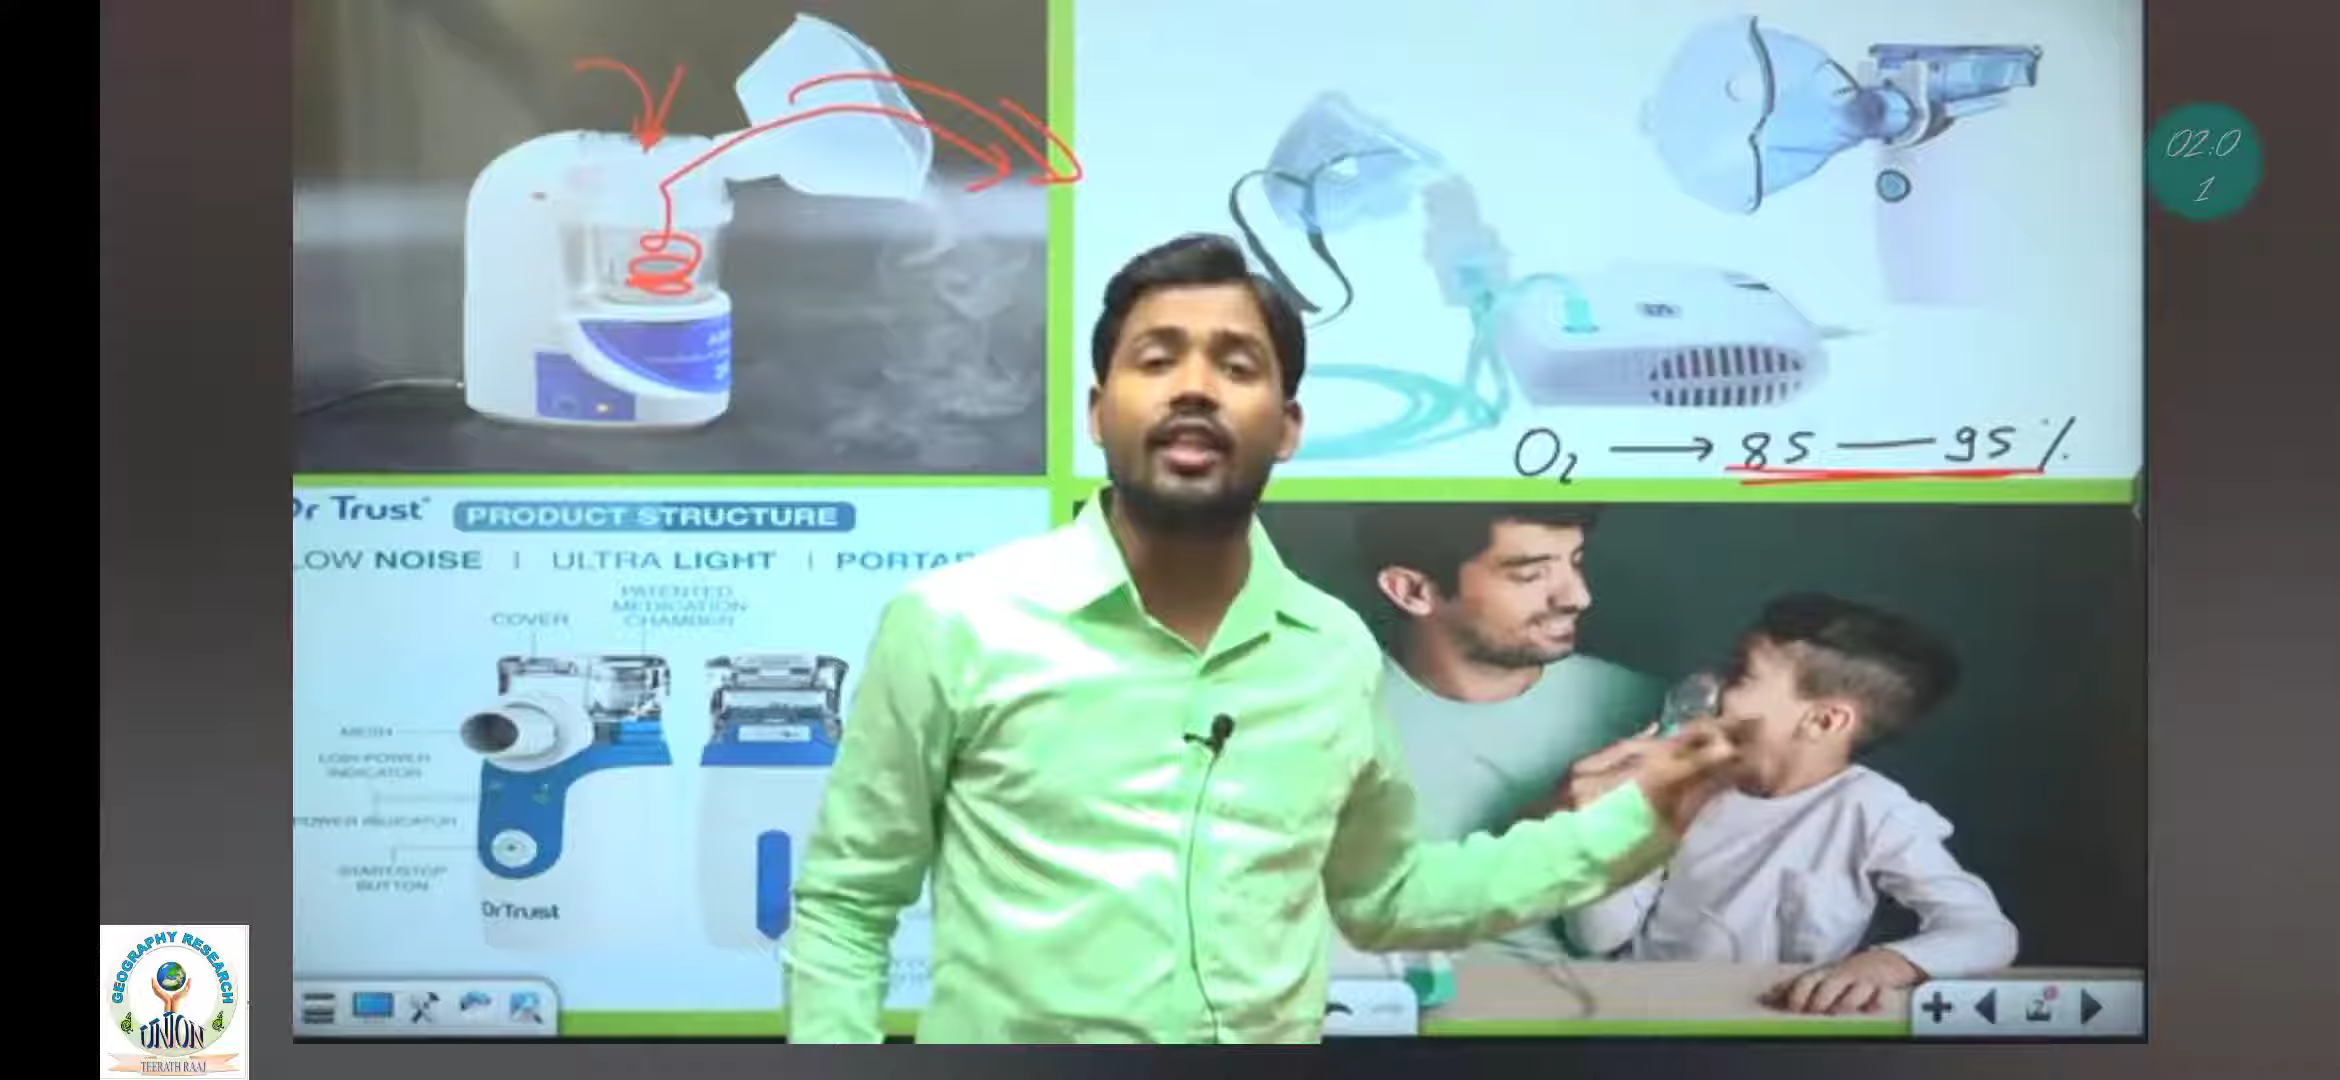 02:0
1
O₂ → 85 — 95 %
Dr Trust
PRODUCT STRUCTURE
LOW NOISE | ULTRA LIGHT |
COVER
PATENTED
MEDICATION
CHAMBER
MESH
LOW-POWER
INDICATOR
POWER INDICATOR
START/STOP
BUTTON
Dr Trust
GEOGRAPHY RESEARCH
UNION
TEERATH RAAJ